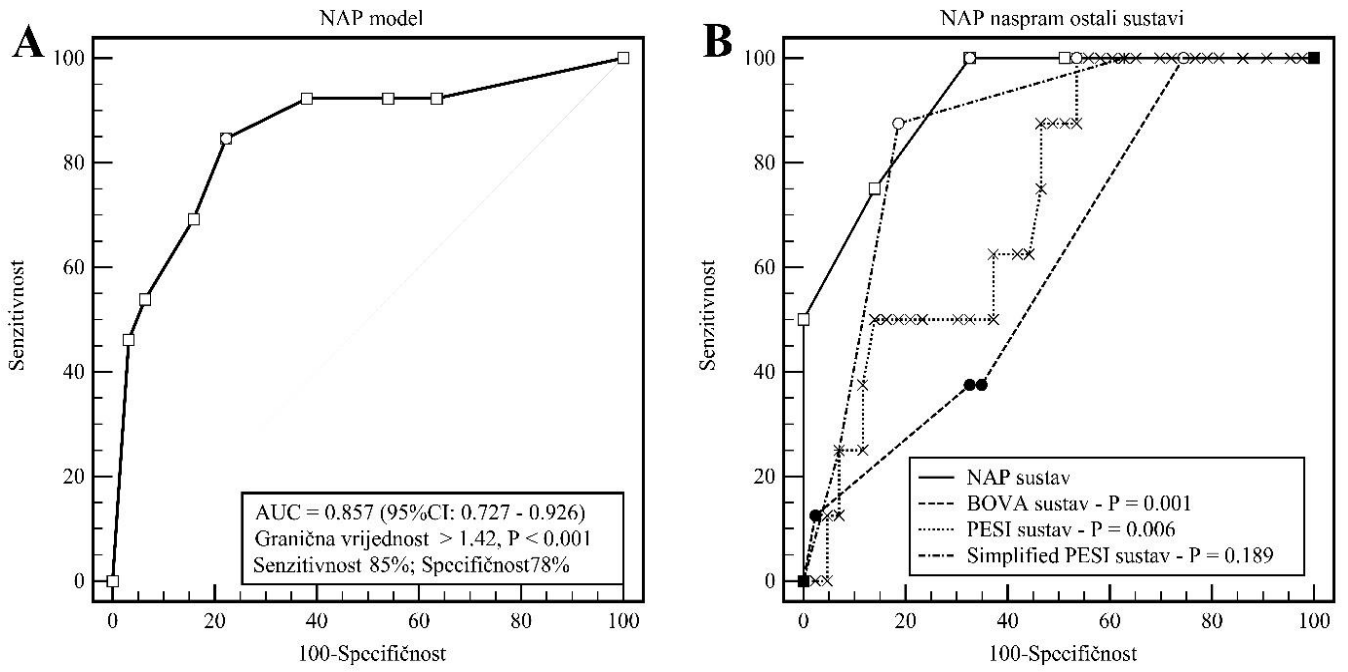 NAP model
A
100
80
60
40
20
0
Senzitivnost
AUC = 0.857 (95%CI: 0.727 - 0.926)
Granična vrijednost > 1.42, P < 0.001
Senzitivnost 85%; Specifičnost78%
0 20 40 60 80 100
100-Specifičnost
NAP naspram ostali sustavi
B
100
80
60
40
20
0
Senzitivnost
NAP sustav
BOVA sustav - P = 0.001
PESI sustav - P = 0.006
Simplified PESI sustav - P = 0.189
0 20 40 60 80 100
100-Specifičnost